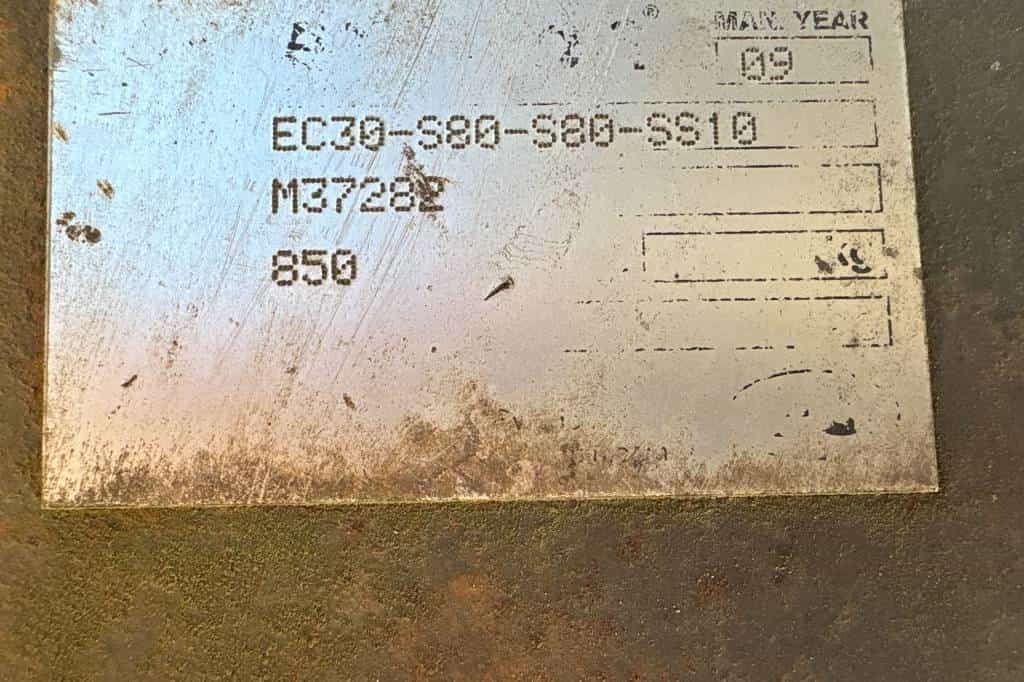 ®
MAN. YEAR
09
EC30-S80-S80-SS10
M37282
850